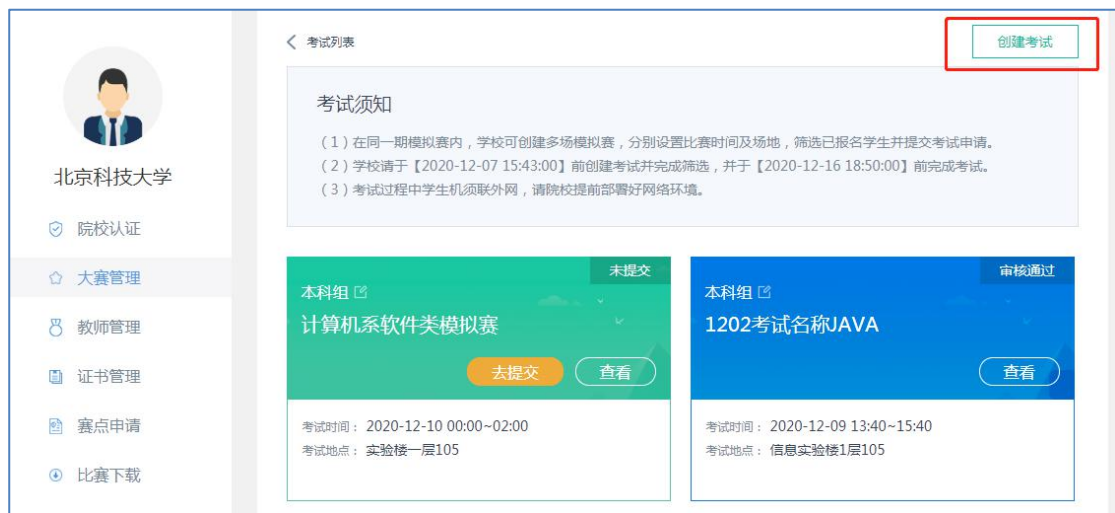 北京科技大学
院校认证
大赛管理
教师管理
证书管理
赛点申请
比赛下载
考试列表
创建考试
考试须知
（1）在同一期模拟赛内，学校可创建多场模拟赛，分别设置比赛时间及场地，筛选已报名学生并提交考试申请。
（2）学校请于【2020-12-07 15:43:00】前创建考试并完成筛选，并于【2020-12-16 18:50:00】前完成考试。
（3）考试过程中学生机须联外网，请院校提前部署好网络环境。
未提交
本科组
计算机系软件类模拟赛
去提交
查看
考试时间： 2020-12-10 00:00~02:00
考试地点： 实验楼一层105
审核通过
本科组
1202考试名称JAVA
查看
考试时间： 2020-12-09 13:40~15:40
考试地点： 信息实验楼1层105